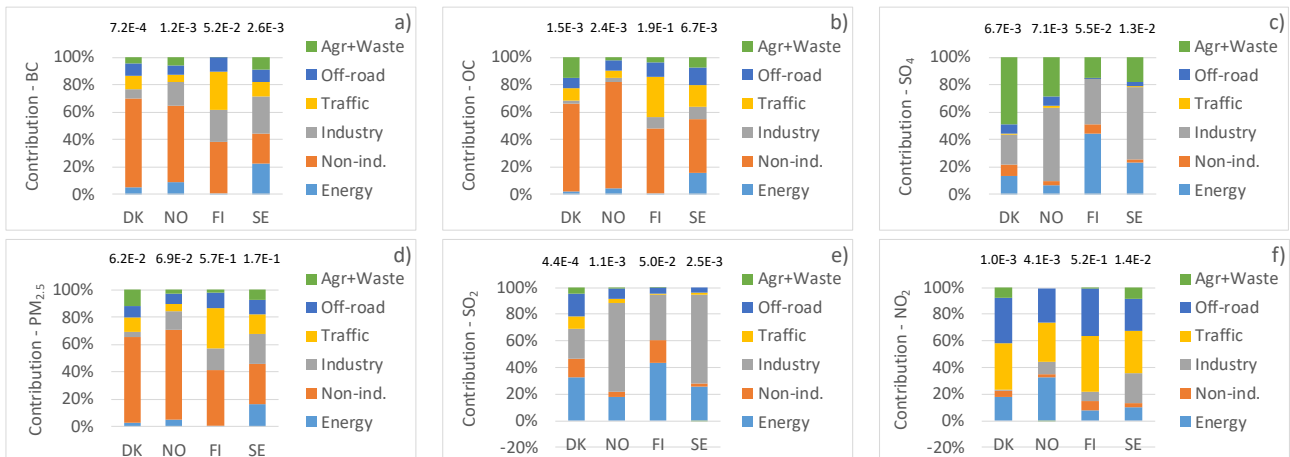 a)
7.2E-4 1.2E-3 5.2E-2 2.6E-3
Contribution - BC
100%
80%
60%
40%
20%
0%
DK NO FI SE
Agr+Waste
Off-road
Traffic
Industry
Non-ind.
Energy
b)
1.5E-3 2.4E-3 1.9E-1 6.7E-3
Contribution - OC
100%
80%
60%
40%
20%
0%
DK NO FI SE
Agr+Waste
Off-road
Traffic
Industry
Non-ind.
Energy
c)
6.7E-3 7.1E-3 5.5E-2 1.3E-2
Contribution - SO4
100%
80%
60%
40%
20%
0%
DK NO FI SE
Agr+Waste
Off-road
Traffic
Industry
Non-ind.
Energy
d)
6.2E-2 6.9E-2 5.7E-1 1.7E-1
Contribution - PM2.5
100%
80%
60%
40%
20%
0%
DK NO FI SE
Agr+Waste
Off-road
Traffic
Industry
Non-ind.
Energy
e)
4.4E-4 1.1E-3 5.0E-2 2.5E-3
Contribution - SO2
100%
80%
60%
40%
20%
0%
-20%
DK NO FI SE
Agr+Waste
Off-road
Traffic
Industry
Non-ind.
Energy
f)
1.0E-3 4.1E-3 5.2E-1 1.4E-2
Contribution - NO2
100%
80%
60%
40%
20%
0%
-20%
DK NO FI SE
Agr+Waste
Off-road
Traffic
Industry
Non-ind.
Energy